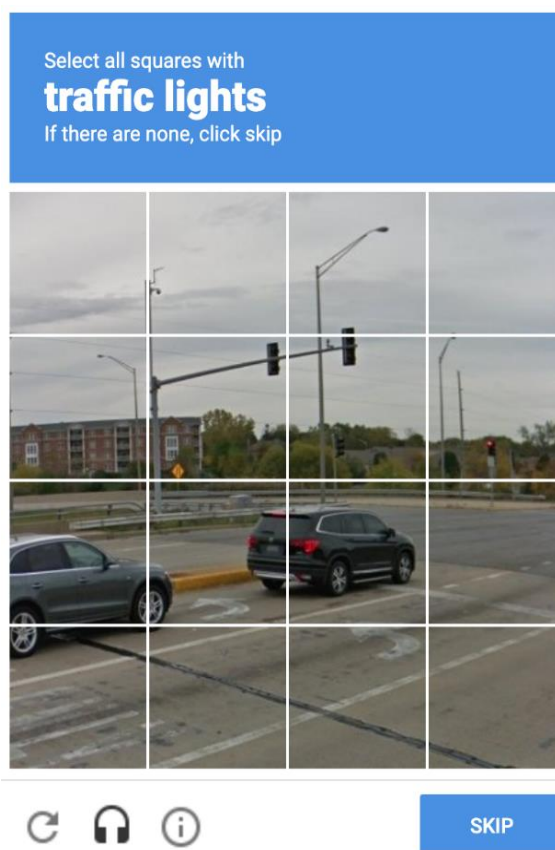 Select all squares with
traffic lights
If there are none, click skip
SKIP